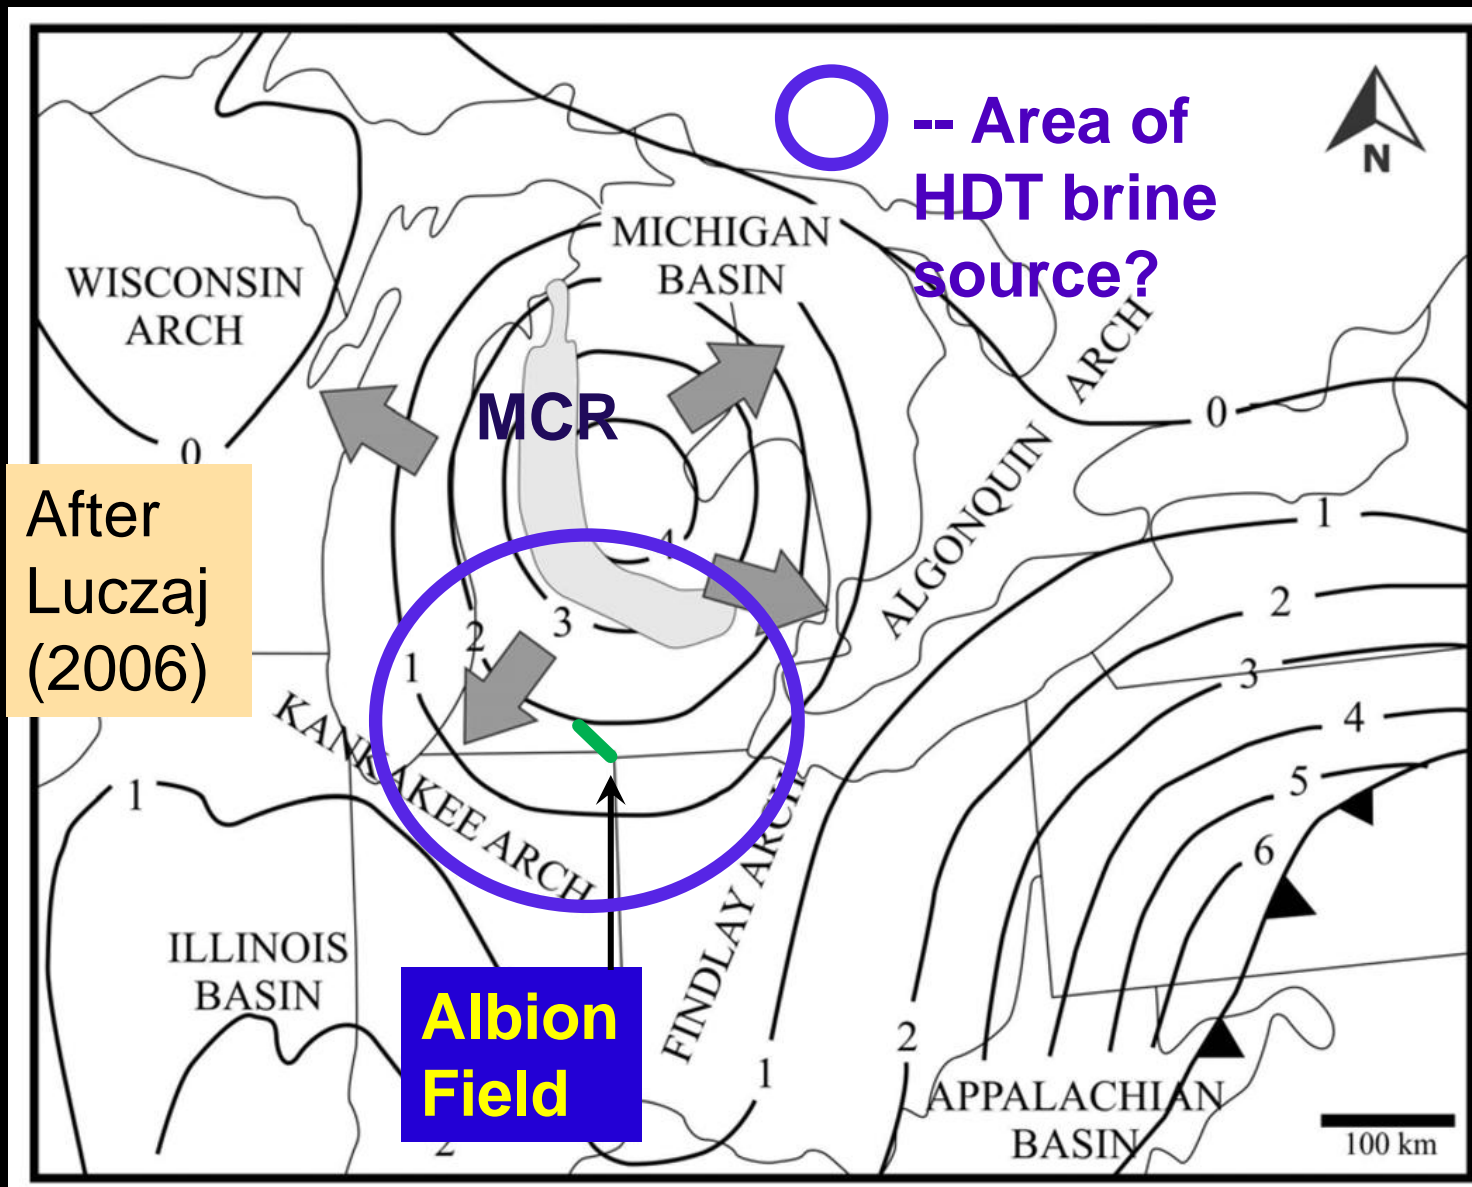 -- Area of
HDT brine
source?
N
MICHIGAN
BASIN
WISCONSIN
ARCH
ALGONQUIN ARCH
MCR
0
0
After
Luczaj
(2006)
4
3
2
1
1
2
3
4
5
6
KANKAKEE ARCH
1
FINDLAY ARCH
ILLINOIS
BASIN
Albion
Field
2
1
2
APPALACHIAN
BASIN
100 km